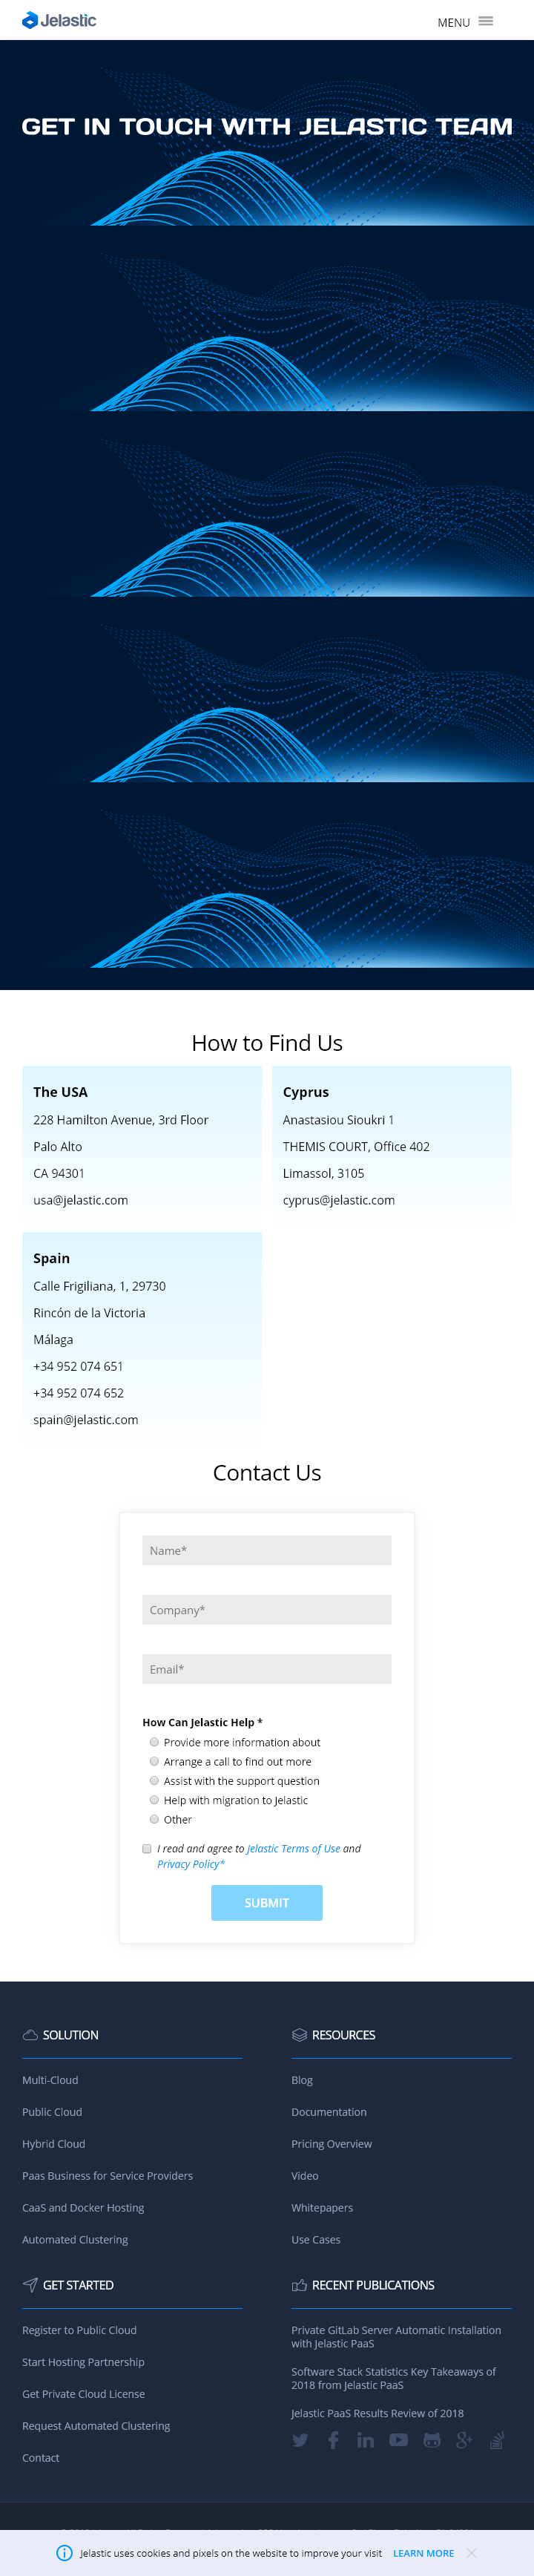 Jelastic
MENU
GET IN TOUCH WITH JELASTIC TEAM
How to Find Us
The USA
228 Hamilton Avenue, 3rd Floor
Palo Alto
CA 94301
usa@jelastic.com
Cyprus
Anastasiou Sioukri 1
THEMIS COURT, Office 402
Limassol, 3105
cyprus@jelastic.com
Spain
Calle Frigiliana, 1, 29730
Rincón de la Victoria
Málaga
+34 952 074 651
+34 952 074 652
spain@jelastic.com
Contact Us
Name*
Company*
Email*
How Can Jelastic Help *
Provide more information about
Arrange a call to find out more
Assist with the support question
Help with migration to Jelastic
Other
I read and agree to Jelastic Terms of Use and
Privacy Policy*
SUBMIT
SOLUTION
Multi-Cloud
Public Cloud
Hybrid Cloud
Paas Business for Service Providers
CaaS and Docker Hosting
Automated Clustering
RESOURCES
Blog
Documentation
Pricing Overview
Video
Whitepapers
Use Cases
GET STARTED
Register to Public Cloud
Start Hosting Partnership
Get Private Cloud License
Request Automated Clustering
Contact
RECENT PUBLICATIONS
Private GitLab Server Automatic Installation
with Jelastic PaaS
Software Stack Statistics Key Takeaways of
2018 from Jelastic PaaS
Jelastic PaaS Results Review of 2018
Jelastic uses cookies and pixels on the website to improve your visit LEARN MORE